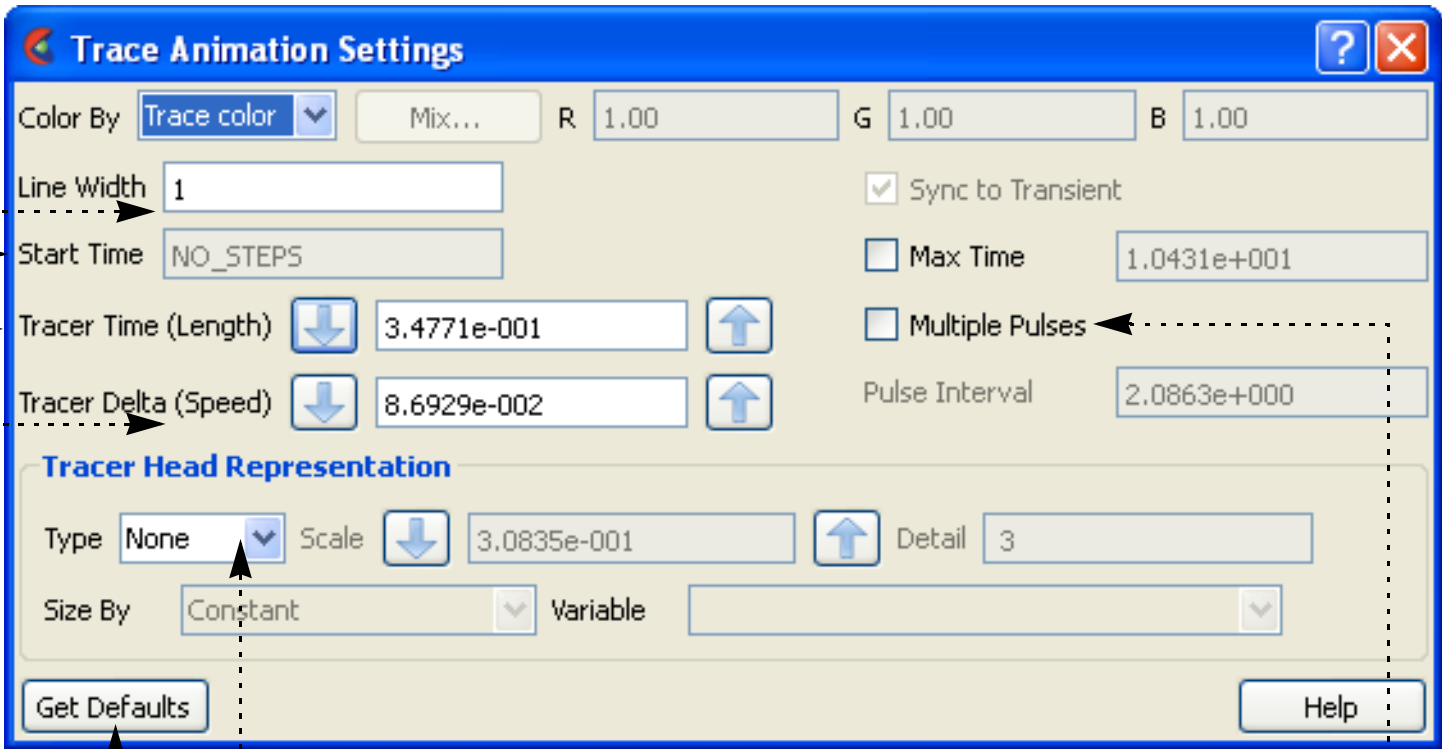 Trace Animation Settings ?
Color By Trace color Mix... R 1.00 G 1.00 B 1.00
Line Width 1 Sync to Transient
Start Time NO_STEPS Max Time 1.0431e+001
Tracer Time (Length) 3.4771e-001 Multiple Pulses
Tracer Delta (Speed) 8.6929e-002 Pulse Interval 2.0863e+000
Tracer Head Representation
Type None Scale 3.0835e-001 Detail 3
Size By Constant Variable
Get Defaults Help